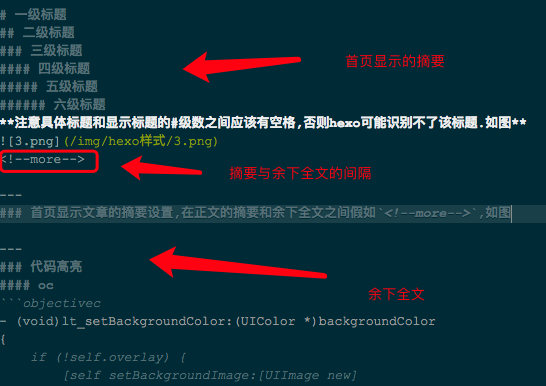 # 一级标题
## 二级标题
### 三级标题
#### 四级标题
##### 五级标题
###### 六级标题
首页显示的摘要
**注意具体标题和显示标题的#级数之间应该有空格,否则hexo可能识别不了该标题.如图**
![3.png](/img/hexo样式/3.png)
<!--more-->
摘要与余下全文的间隔
---
### 首页显示文章的摘要设置,在正文的摘要和余下全文之间假如`<!--more-->`,如图
---
### 代码高亮
#### oc
余下全文
```objectivec
- (void)lt_setBackgroundColor:(UIColor *)backgroundColor
{
if (!self.overlay) {
[self setBackgroundImage:[UIImage new]